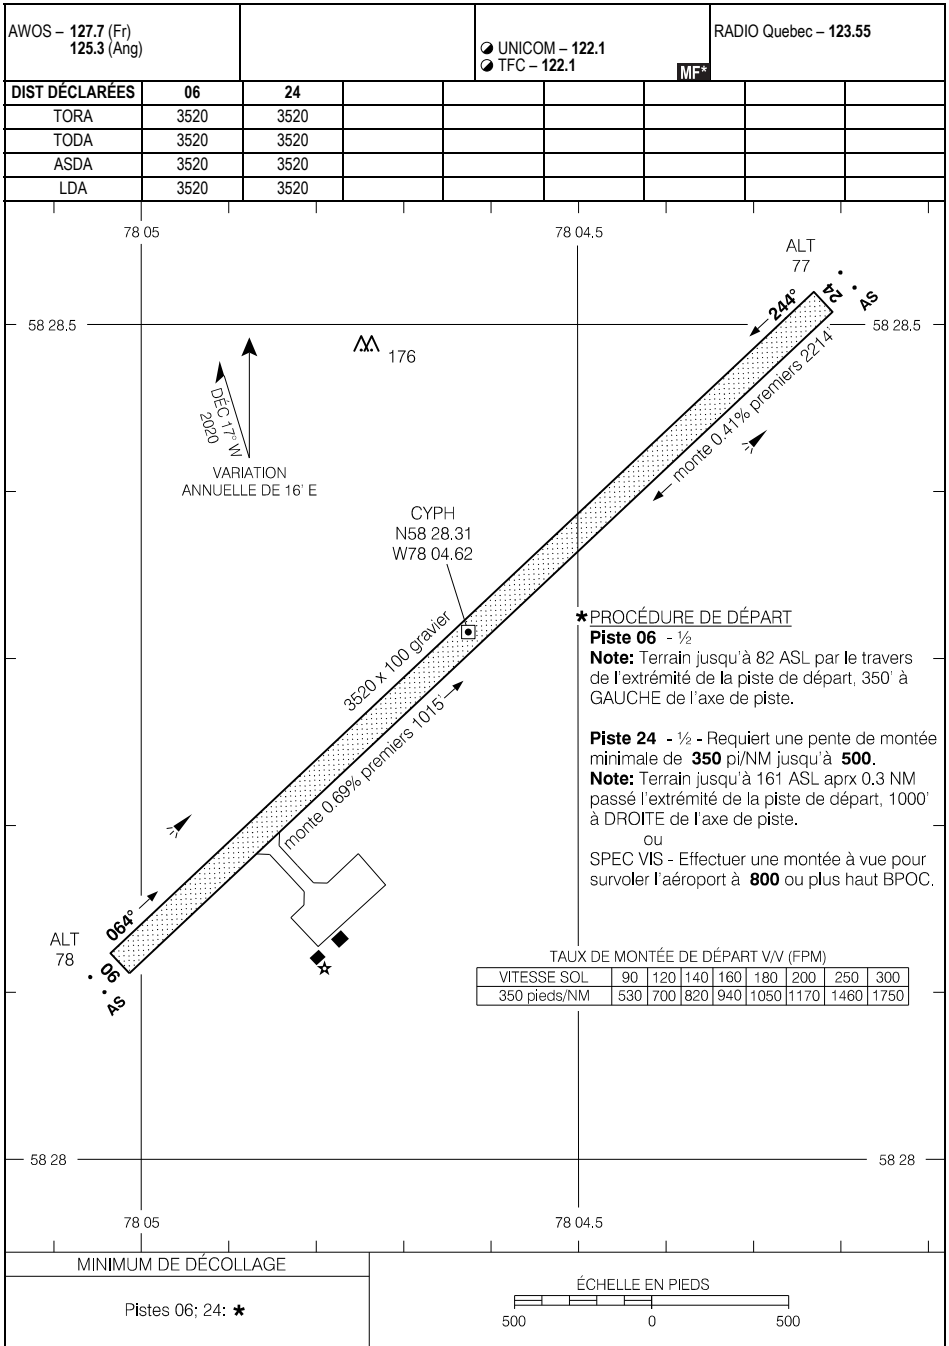 AWOS – 127.7 (Fr)
125.3 (Ang)
UNICOM – 122.1
TFC – 122.1
MF*
RADIO Quebec – 123.55
DIST DÉCLARÉES 06 24
TORA 3520 3520
TODA 3520 3520
ASDA 3520 3520
LDA 3520 3520
78 05 78 04.5
ALT
77
24
AS
244°
58 28.5 58 28.5
176
DÉC 17° W
2020
VARIATION
ANNUELLE DE 16' E
monte 0.41% premiers 2214'
CYPH
N58 28.31
W78 04.62
3520 x 100 gravier
monte 0.69% premiers 1015'
*PROCÉDURE DE DÉPART
Piste 06 - ½
Note: Terrain jusqu'à 82 ASL par le travers
de l'extrémité de la piste de départ, 350' à
GAUCHE de l'axe de piste.
Piste 24 - ½ - Requiert une pente de montée
minimale de 350 pi/NM jusqu'à 500.
Note: Terrain jusqu'à 161 ASL aprx 0.3 NM
passé l'extrémité de la piste de départ, 1000'
à DROITE de l'axe de piste.
ou
SPEC VIS - Effectuer une montée à vue pour
survoler l'aéroport à 800 ou plus haut BPOC.
064°
ALT
78
06
AS
TAUX DE MONTÉE DE DÉPART V/V (FPM)
VITESSE SOL 90 120 140 160 180 200 250 300
350 pieds/NM 530 700 820 940 1050 1170 1460 1750
58 28 58 28
78 05 78 04.5
MINIMUM DE DÉCOLLAGE
Pistes 06; 24: *
ÉCHELLE EN PIEDS
500 0 500